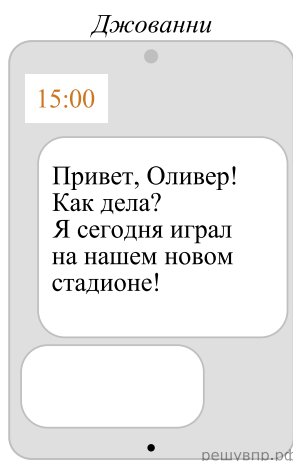 Джованни
15:00
Привет, Оливер!
Как дела?
Я сегодня играл
на нашем новом
стадионе!
решувпр.рф